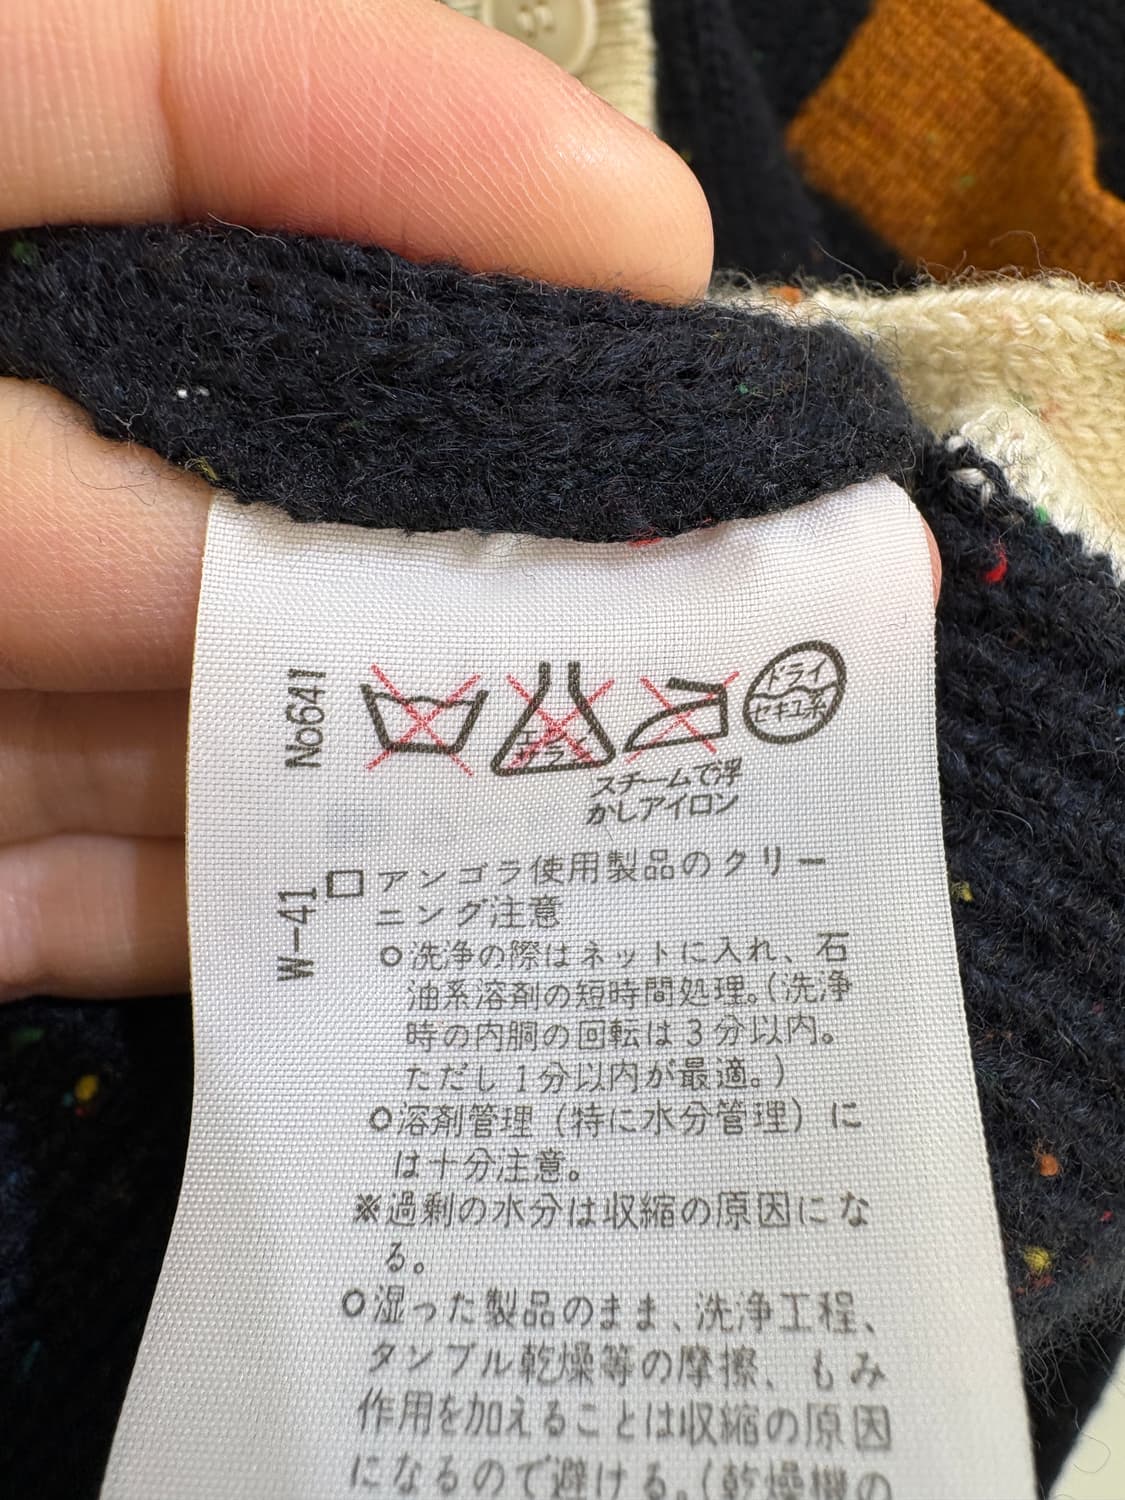 No641
エンソ
サラシ
ドライ
セキユ系
スチームで浮
かしアイロン
W-41
アンゴラ使用製品のクリー
ニング注意
○洗浄の際はネットに入れ、石
油系溶剤の短時間処理。(洗浄
時の内胴の回転は3分以内。
ただし1分以内が最適。)
○溶剤管理(特に水分管理)に
は十分注意。
※過剰の水分は収縮の原因にな
る。
○湿った製品のまま、洗浄工程、
タンブル乾燥等の摩擦、もみ
作用を加えることは収縮の原因
になるので避ける。(乾燥機の